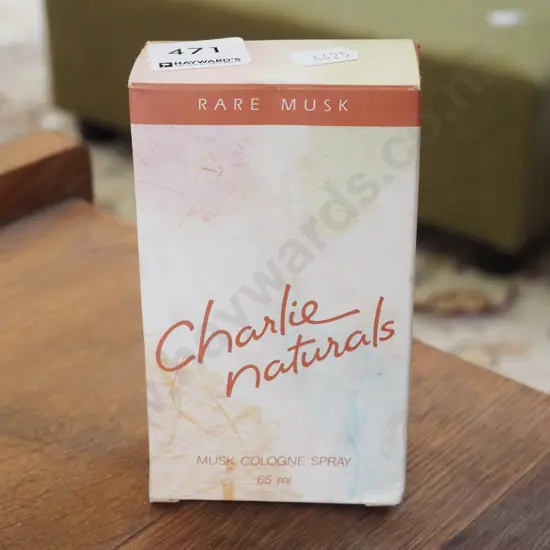 471
HAYWARD'S
RARE MUSK
Charlie
naturals
MUSK COLOGNE SPRAY
65 ml